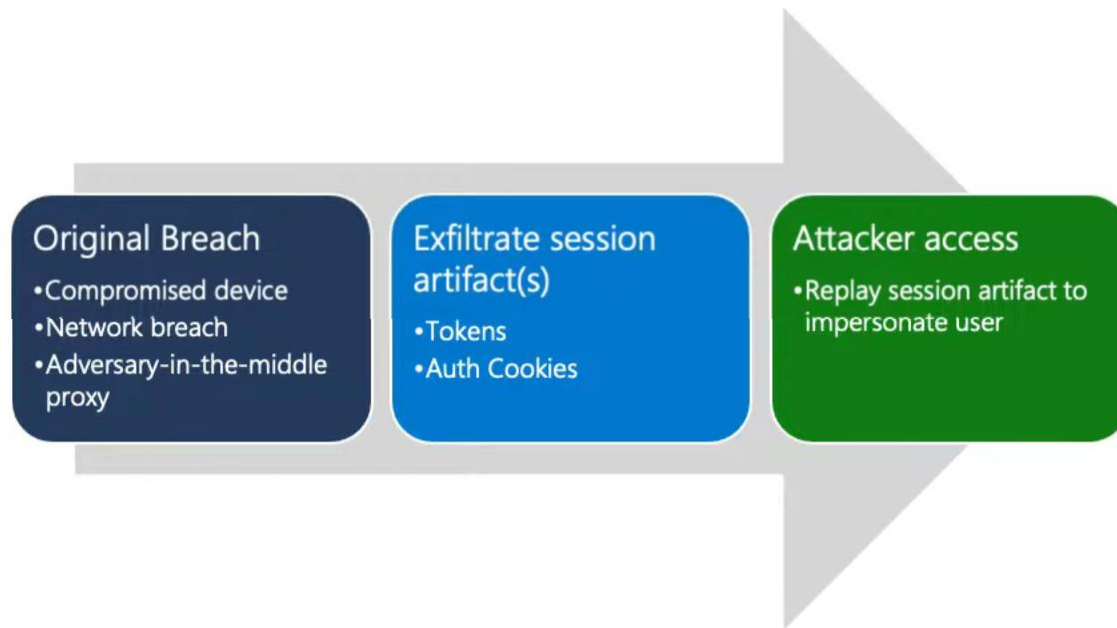 Original Breach
•Compromised device
•Network breach
•Adversary-in-the-middle
proxy
Exfiltrate session
artifact(s)
•Tokens
•Auth Cookies
Attacker access
•Replay session artifact to
impersonate user